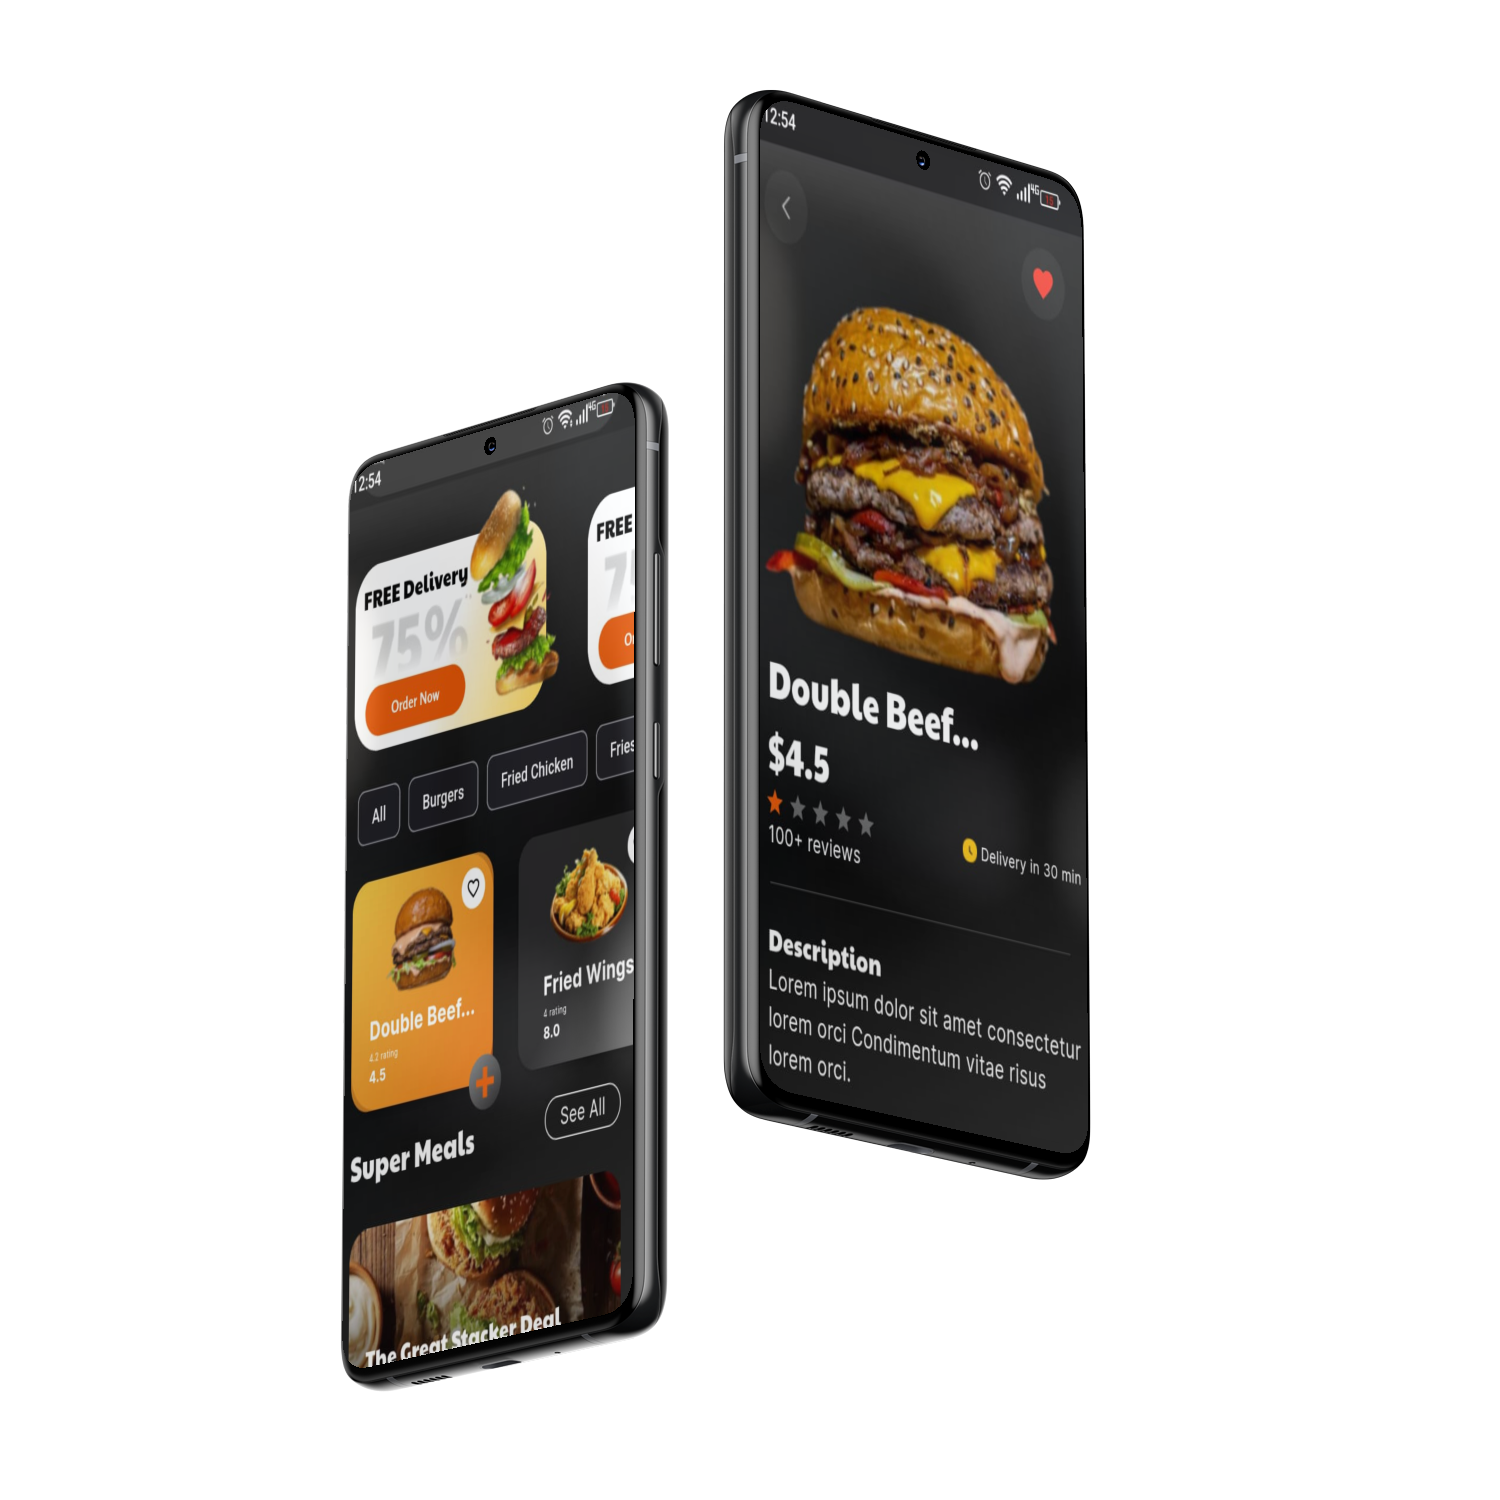 12:54
4G
FREE Delivery
75%
Order Now
FREE
All
Burgers
Fried Chicken
Fries
Double Beef...
4.2 rating
4.5
Fried Wings
4 rating
8.0
See All
Super Meals
The Great Stacker Deal
12:54
4G
Double Beef...
$4.5
100+ reviews
Delivery in 30 min
Description
Lorem ipsum dolor sit amet consectetur
lorem orci Condimentum vitae risus
lorem orci.